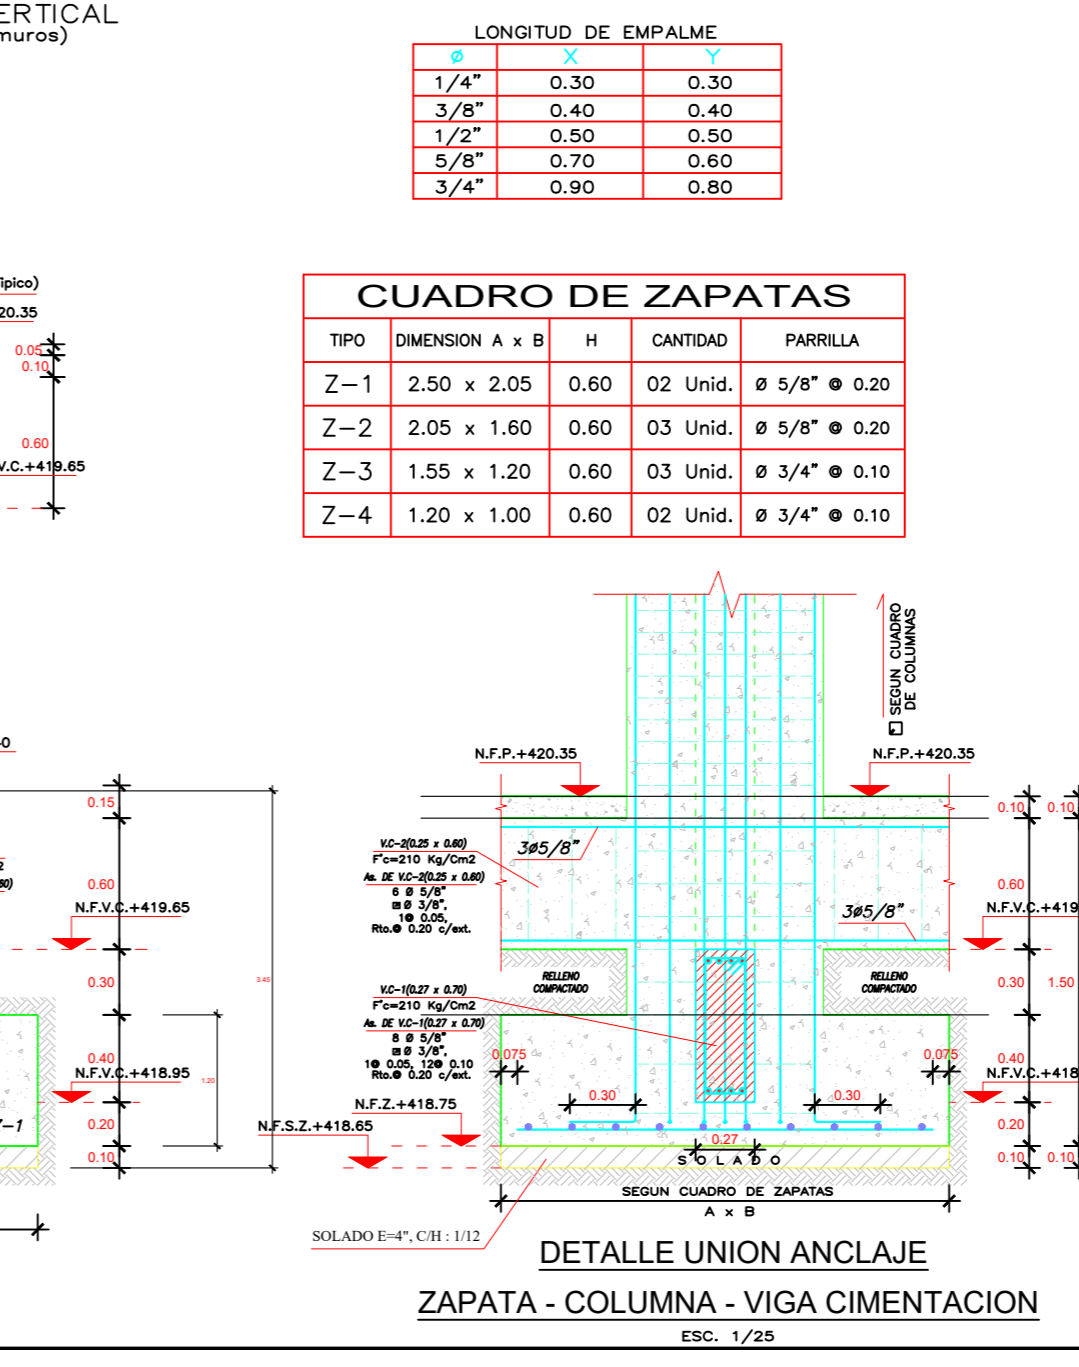 ERTICAL
muros)
LONGITUD DE EMPALME
Ø X Y
1/4" 0.30 0.30
3/8" 0.40 0.40
1/2" 0.50 0.50
5/8" 0.70 0.60
3/4" 0.90 0.80
ipico)
20.35
0.05
0.10
0.60
V.C.+419.65
CUADRO DE ZAPATAS
TIPO DIMENSION A x B H CANTIDAD PARRILLA
Z-1 2.50 x 2.05 0.60 02 Unid. Ø 5/8" @ 0.20
Z-2 2.05 x 1.60 0.60 03 Unid. Ø 5/8" @ 0.20
Z-3 1.55 x 1.20 0.60 03 Unid. Ø 3/4" @ 0.10
Z-4 1.20 x 1.00 0.60 02 Unid. Ø 3/4" @ 0.10
SEGUN CUADRO
DE COLUMNAS
0.15
0.60
N.F.V.C.+419.65
0.30
3.45
0.40
N.F.V.C.+418.95
1.20
0.20
Z-1
0.10
N.F.P.+420.35
N.F.P.+420.35
0.10 0.10
V.C-2(0.25 x 0.60)
F'c=210 Kg/Cm2
As. DE V.C-2(0.25 x 0.60)
6 Ø 5/8"
Ø 3/8",
1@ 0.05,
Rto.@ 0.20 c/ext.
3ø5/8"
3ø5/8"
0.60
N.F.V.C.+419
RELLENO
COMPACTADO
RELLENO
COMPACTADO
0.30 1.50
V.C-1(0.27 x 0.70)
F'c=210 Kg/Cm2
As. DE V.C-1(0.27 x 0.70)
8 Ø 5/8"
Ø 3/8",
1@ 0.05, 12@ 0.10
Rto.@ 0.20 c/ext.
0.075
0.075
0.40
N.F.V.C.+418
0.30
0.30
N.F.Z.+418.75
N.F.S.Z.+418.65
0.20
0.27
SOLADO
0.10 0.10
SEGUN CUADRO DE ZAPATAS
A x B
SOLADO E=4", C/H : 1/12
DETALLE UNION ANCLAJE
ZAPATA - COLUMNA - VIGA CIMENTACION
ESC. 1/25